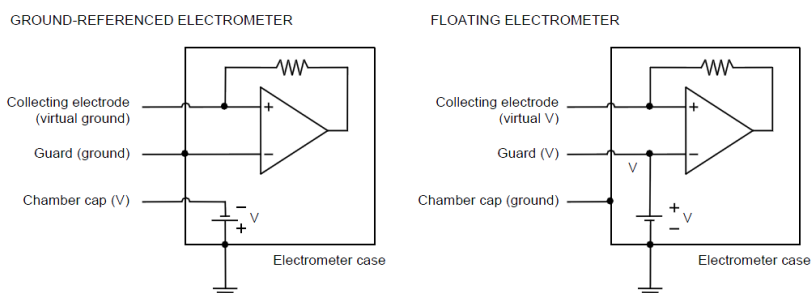 GROUND-REFERENCED ELECTROMETER
Collecting electrode
(virtual ground)
Guard (ground)
Chamber cap (V)
+
−
−
V
+
Electrometer case
FLOATING ELECTROMETER
Collecting electrode
(virtual V)
Guard (V)
Chamber cap (ground)
+
−
V
+
V
−
Electrometer case